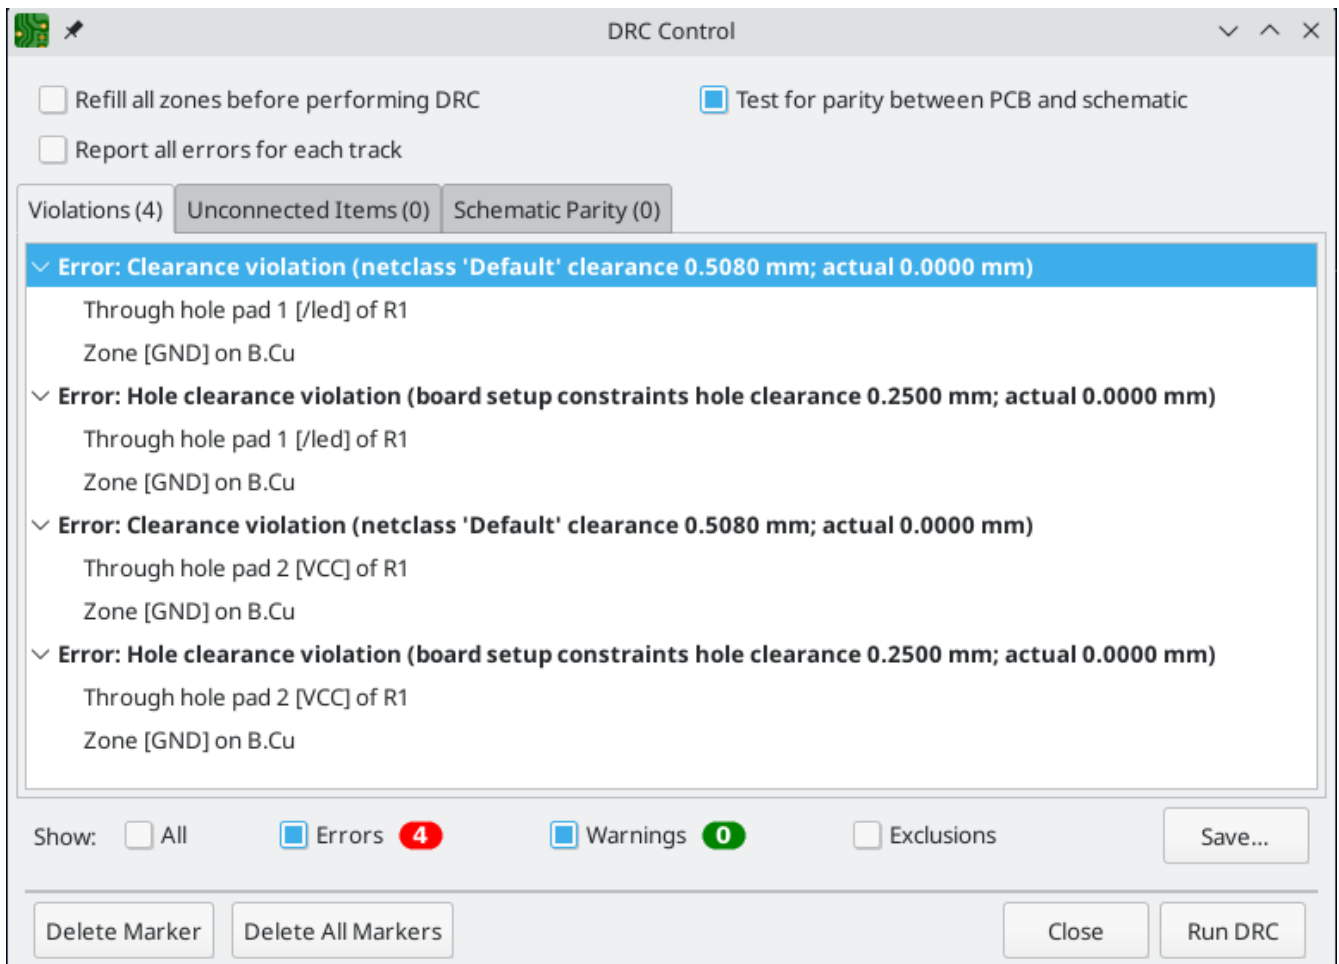 DRC Control
Refill all zones before performing DRC
Test for parity between PCB and schematic
Report all errors for each track
Violations (4)
Unconnected Items (0)
Schematic Parity (0)
Error: Clearance violation (netclass 'Default' clearance 0.5080 mm; actual 0.0000 mm)
Through hole pad 1 [/led] of R1
Zone [GND] on B.Cu
Error: Hole clearance violation (board setup constraints hole clearance 0.2500 mm; actual 0.0000 mm)
Through hole pad 1 [/led] of R1
Zone [GND] on B.Cu
Error: Clearance violation (netclass 'Default' clearance 0.5080 mm; actual 0.0000 mm)
Through hole pad 2 [VCC] of R1
Zone [GND] on B.Cu
Error: Hole clearance violation (board setup constraints hole clearance 0.2500 mm; actual 0.0000 mm)
Through hole pad 2 [VCC] of R1
Zone [GND] on B.Cu
Show: All Errors 4 Warnings 0 Exclusions Save...
Delete Marker Delete All Markers Close Run DRC